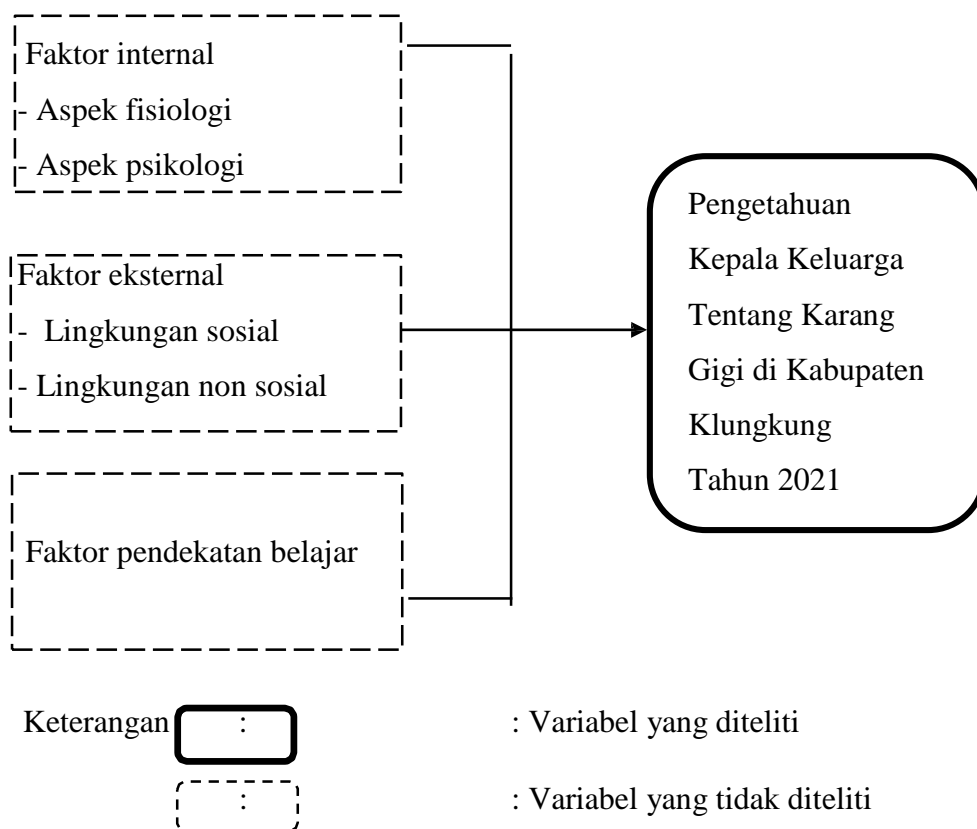 Faktor internal
- Aspek fisiologi
- Aspek psikologi
Faktor eksternal
- Lingkungan sosial
- Lingkungan non sosial
Faktor pendekatan belajar
Pengetahuan
Kepala Keluarga
Tentang Karang
Gigi di Kabupaten
Klungkung
Tahun 2021
Keterangan : : Variabel yang diteliti
: : Variabel yang tidak diteliti